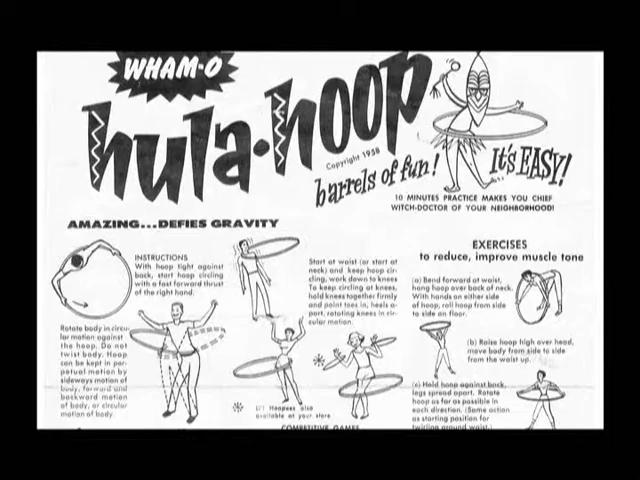 WHAM-O
hula-hoop
Copyright 1958
barrels of fun!
It's EASY!
10 MINUTES PRACTICE MAKES YOU CHIEF
WITCH-DOCTOR OF YOUR NEIGHBORHOOD!
AMAZING...DEFIES GRAVITY
INSTRUCTIONS
With hoop tight against
back, start hoop circling
with a fast forward thrust
of the right hand.
Rotate body in circu-
lar motion against
the hoop. Do not
twist body. Hoop
can be kept in per-
petual motion by
sideways motion of
body, forward and
backward motion
of body, or circular
motion of body
Start at waist (or start at
neck) and keep hoop cir-
cling, work down to knees
To keep circling at knees,
hold knees together firmly
and point toes in, heels a-
part, rotating knees in cir-
cular motion.
Hoopees also
available at your store
COMPETITIVE GAMES
EXERCISES
to reduce, improve muscle tone
(a) Bend forward at waist,
hang hoop over back of neck.
With hands on either side
of hoop, roll hoop from side
to side on floor.
(b) Raise hoop high over head,
move body from side to side
from the waist up.
(c) Hold hoop against back,
legs spread apart. Rotate
hoop as far as possible in
each direction. (Same action
as starting position for
twirling around waist.)